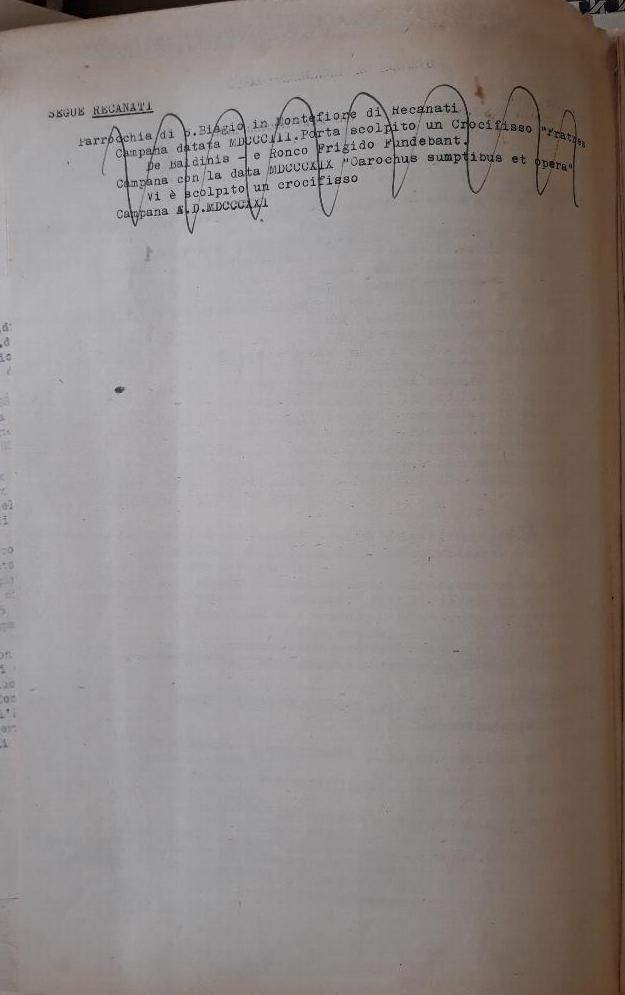 SEGUE RECANATI
Parrocchia di S.Biagio in Montefiore di Recanati
Campana datata MDCCCIII.Porta scolpito un Crocifisso "Fratres
De Baldinis - e Ronco Frigido Fundebant.
Campana con la data MDCCCXIX "Oarochus sumptibus et opera"
Vi è scolpito un crocifisso
Campana A.D.MDCCCXXI